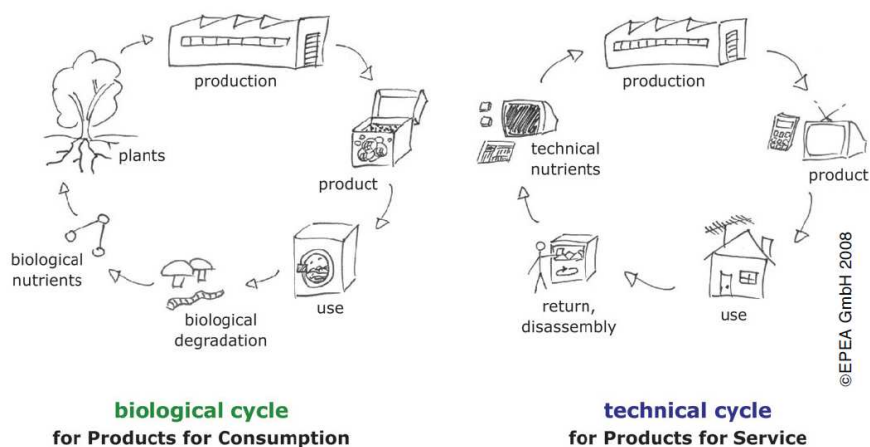 production
plants
product
biological
nutrients
biological
degradation
use
biological cycle
for Products for Consumption
production
technical
nutrients
product
return,
disassembly
use
©EPEA GmbH 2008
technical cycle
for Products for Service